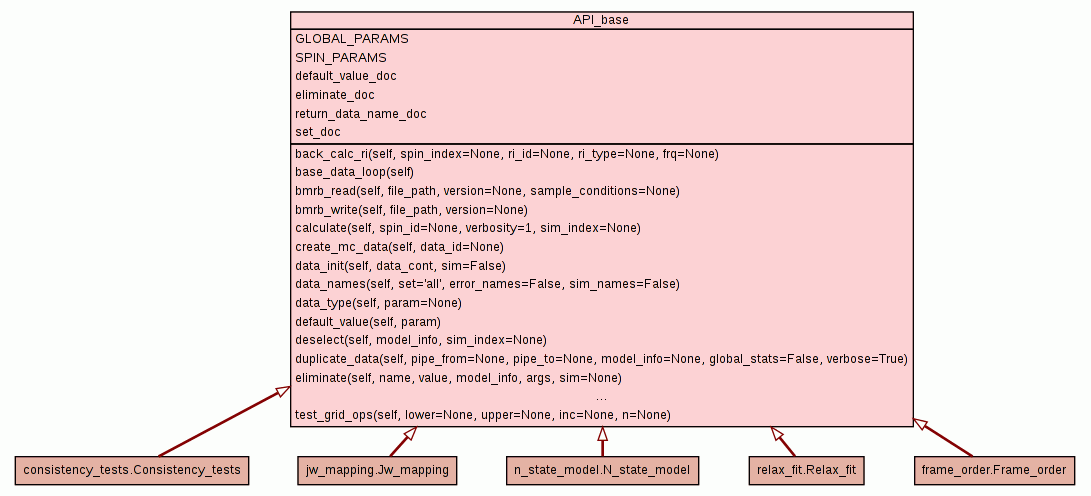 API_base
GLOBAL_PARAMS
SPIN_PARAMS
default_value_doc
eliminate_doc
return_data_name_doc
set_doc
back_calc_ri(self, spin_index=None, ri_id=None, ri_type=None, frq=None)
base_data_loop(self)
bmrb_read(self, file_path, version=None, sample_conditions=None)
bmrb_write(self, file_path, version=None)
calculate(self, spin_id=None, verbosity=1, sim_index=None)
create_mc_data(self, data_id=None)
data_init(self, data_cont, sim=False)
data_names(self, set='all', error_names=False, sim_names=False)
data_type(self, param=None)
default_value(self, param)
deselect(self, model_info, sim_index=None)
duplicate_data(self, pipe_from=None, pipe_to=None, model_info=None, global_stats=False, verbose=True)
eliminate(self, name, value, model_info, args, sim=None)
...
test_grid_ops(self, lower=None, upper=None, inc=None, n=None)
consistency_tests.Consistency_tests
jw_mapping.Jw_mapping
n_state_model.N_state_model
relax_fit.Relax_fit
frame_order.Frame_order